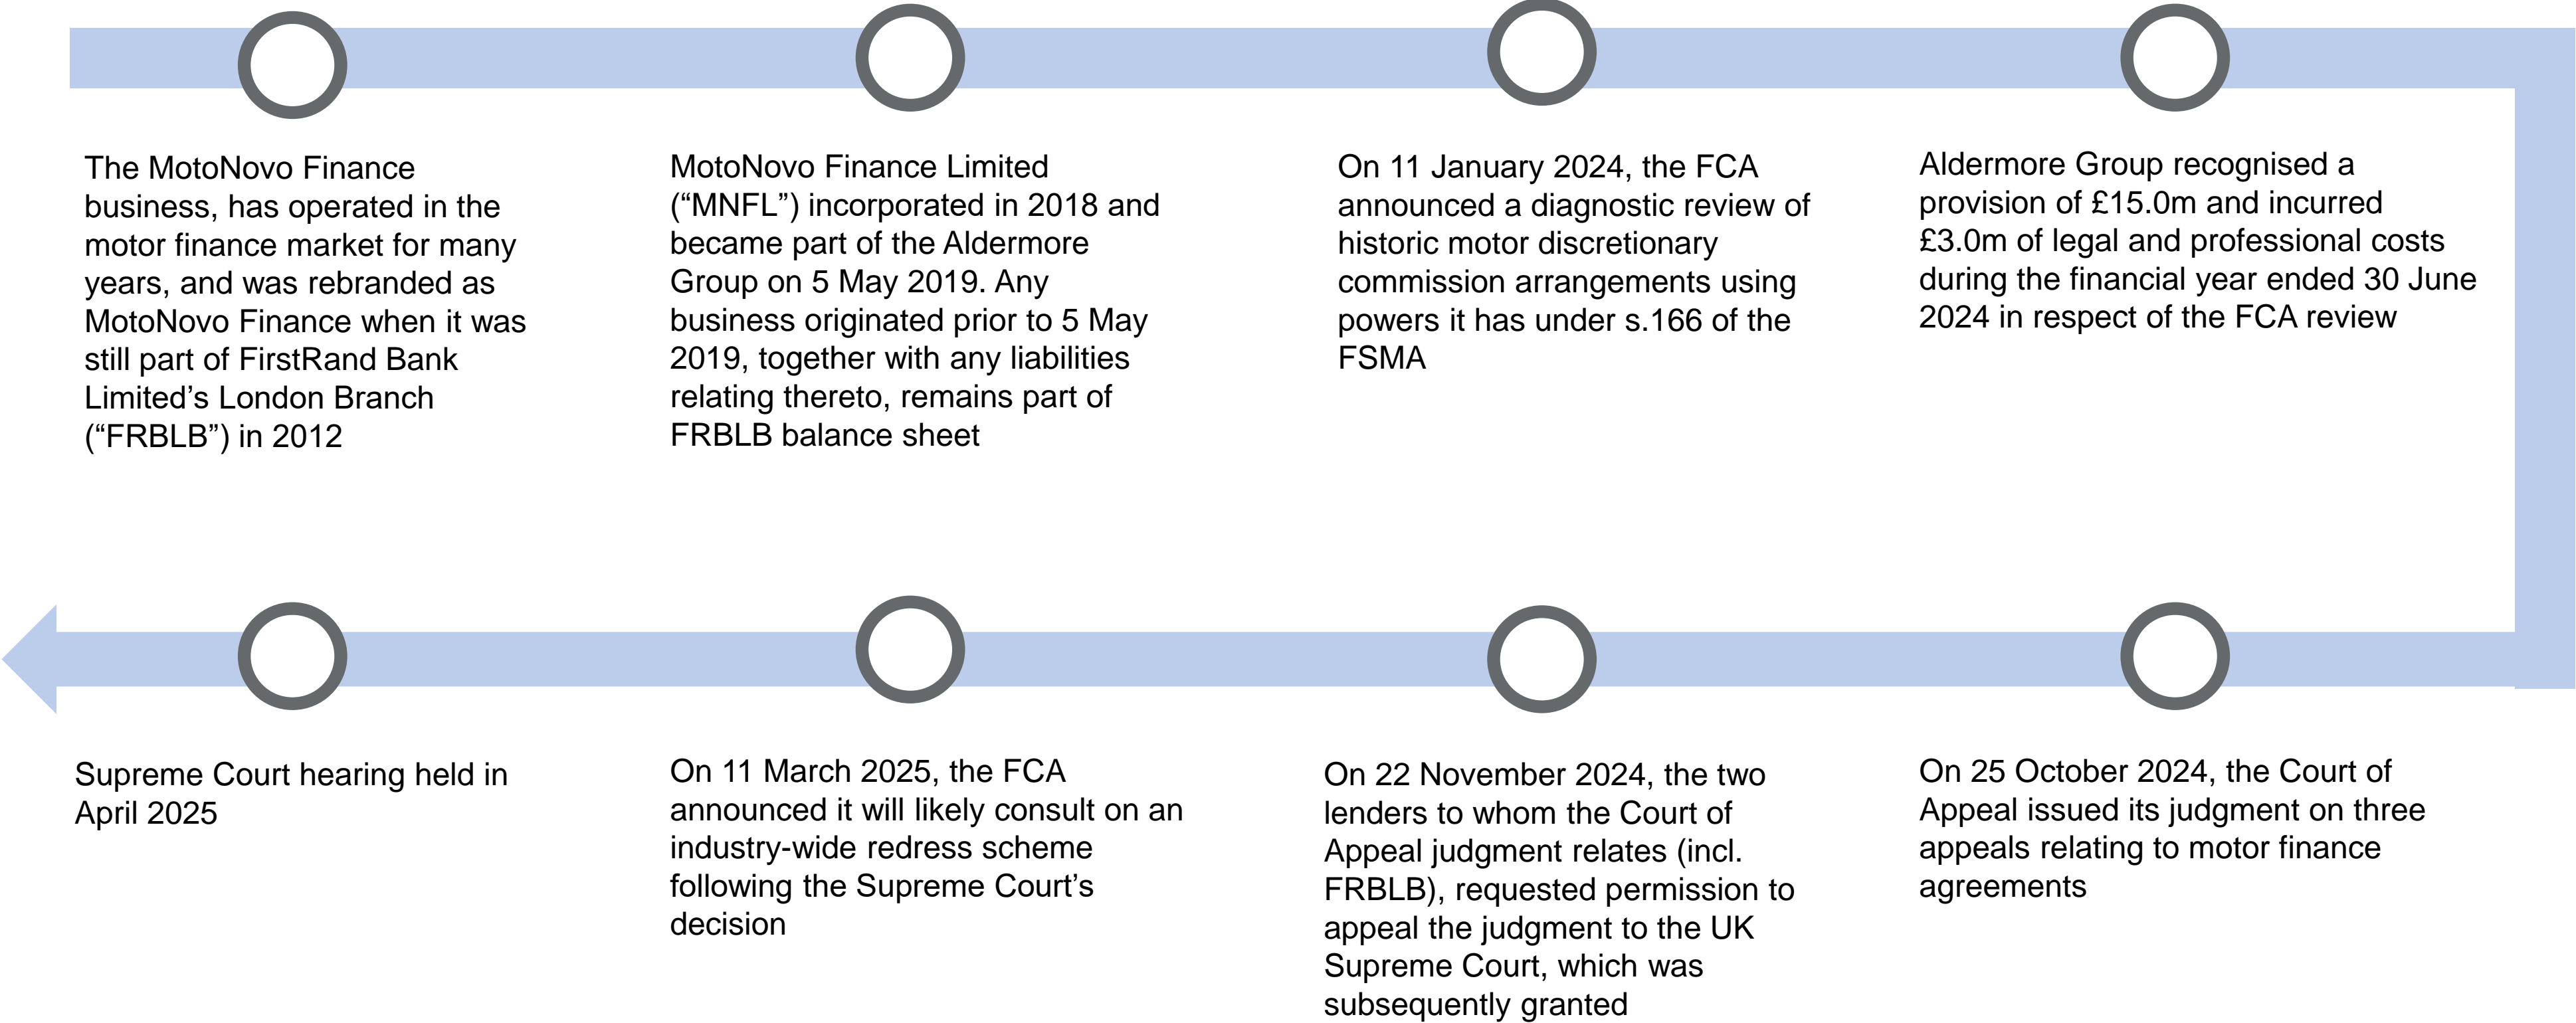 The MotoNovo Finance
business, has operated in the
motor finance market for many
years, and was rebranded as
MotoNovo Finance when it was
still part of FirstRand Bank
Limited’s London Branch
(“FRBLB”) in 2012
MotoNovo Finance Limited
(“MNFL”) incorporated in 2018 and
became part of the Aldermore
Group on 5 May 2019. Any
business originated prior to 5 May
2019, together with any liabilities
relating thereto, remains part of
FRBLB balance sheet
On 11 January 2024, the FCA
announced a diagnostic review of
historic motor discretionary
commission arrangements using
powers it has under s.166 of the
FSMA
Aldermore Group recognised a
provision of £15.0m and incurred
£3.0m of legal and professional costs
during the financial year ended 30 June
2024 in respect of the FCA review
On 25 October 2024, the Court of
Appeal issued its judgment on three
appeals relating to motor finance
agreements
On 22 November 2024, the two
lenders to whom the Court of
Appeal judgment relates (incl.
FRBLB), requested permission to
appeal the judgment to the UK
Supreme Court, which was
subsequently granted
On 11 March 2025, the FCA
announced it will likely consult on an
industry-wide redress scheme
following the Supreme Court’s
decision
Supreme Court hearing held in
April 2025